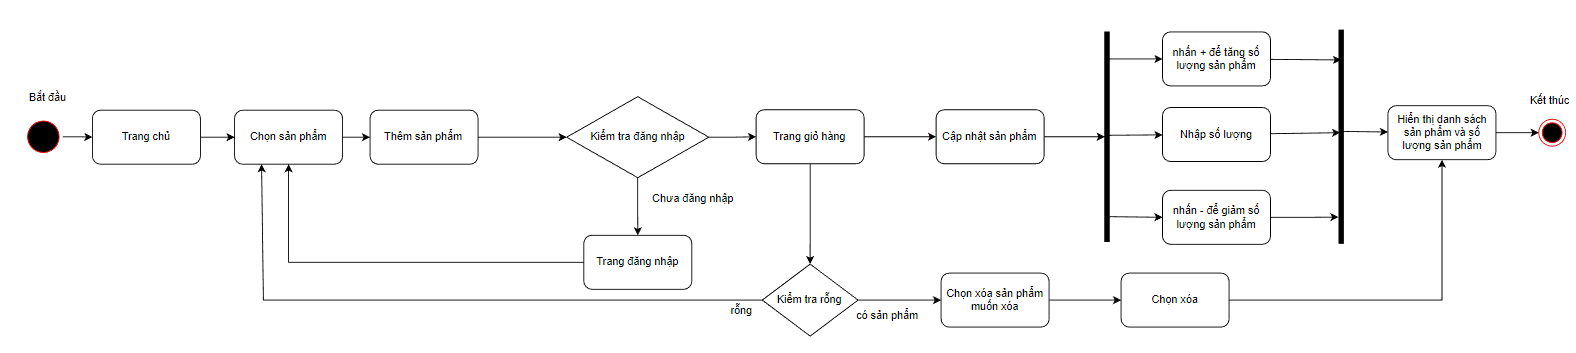 Bắt đầu
Trang chủ
Chọn sản phẩm
Thêm sản phẩm
Kiểm tra đăng nhập
Chưa đăng nhập
Trang đăng nhập
Trang giỏ hàng
Cập nhật sản phẩm
nhấn + để tăng số
lượng sản phẩm
Nhập số lượng
nhấn - để giảm số
lượng sản phẩm
Hiển thị danh sách
sản phẩm và số
lượng sản phẩm
Kết thúc
Kiểm tra rỗng
rỗng
có sản phẩm
Chọn xóa sản phẩm
muốn xóa
Chọn xóa